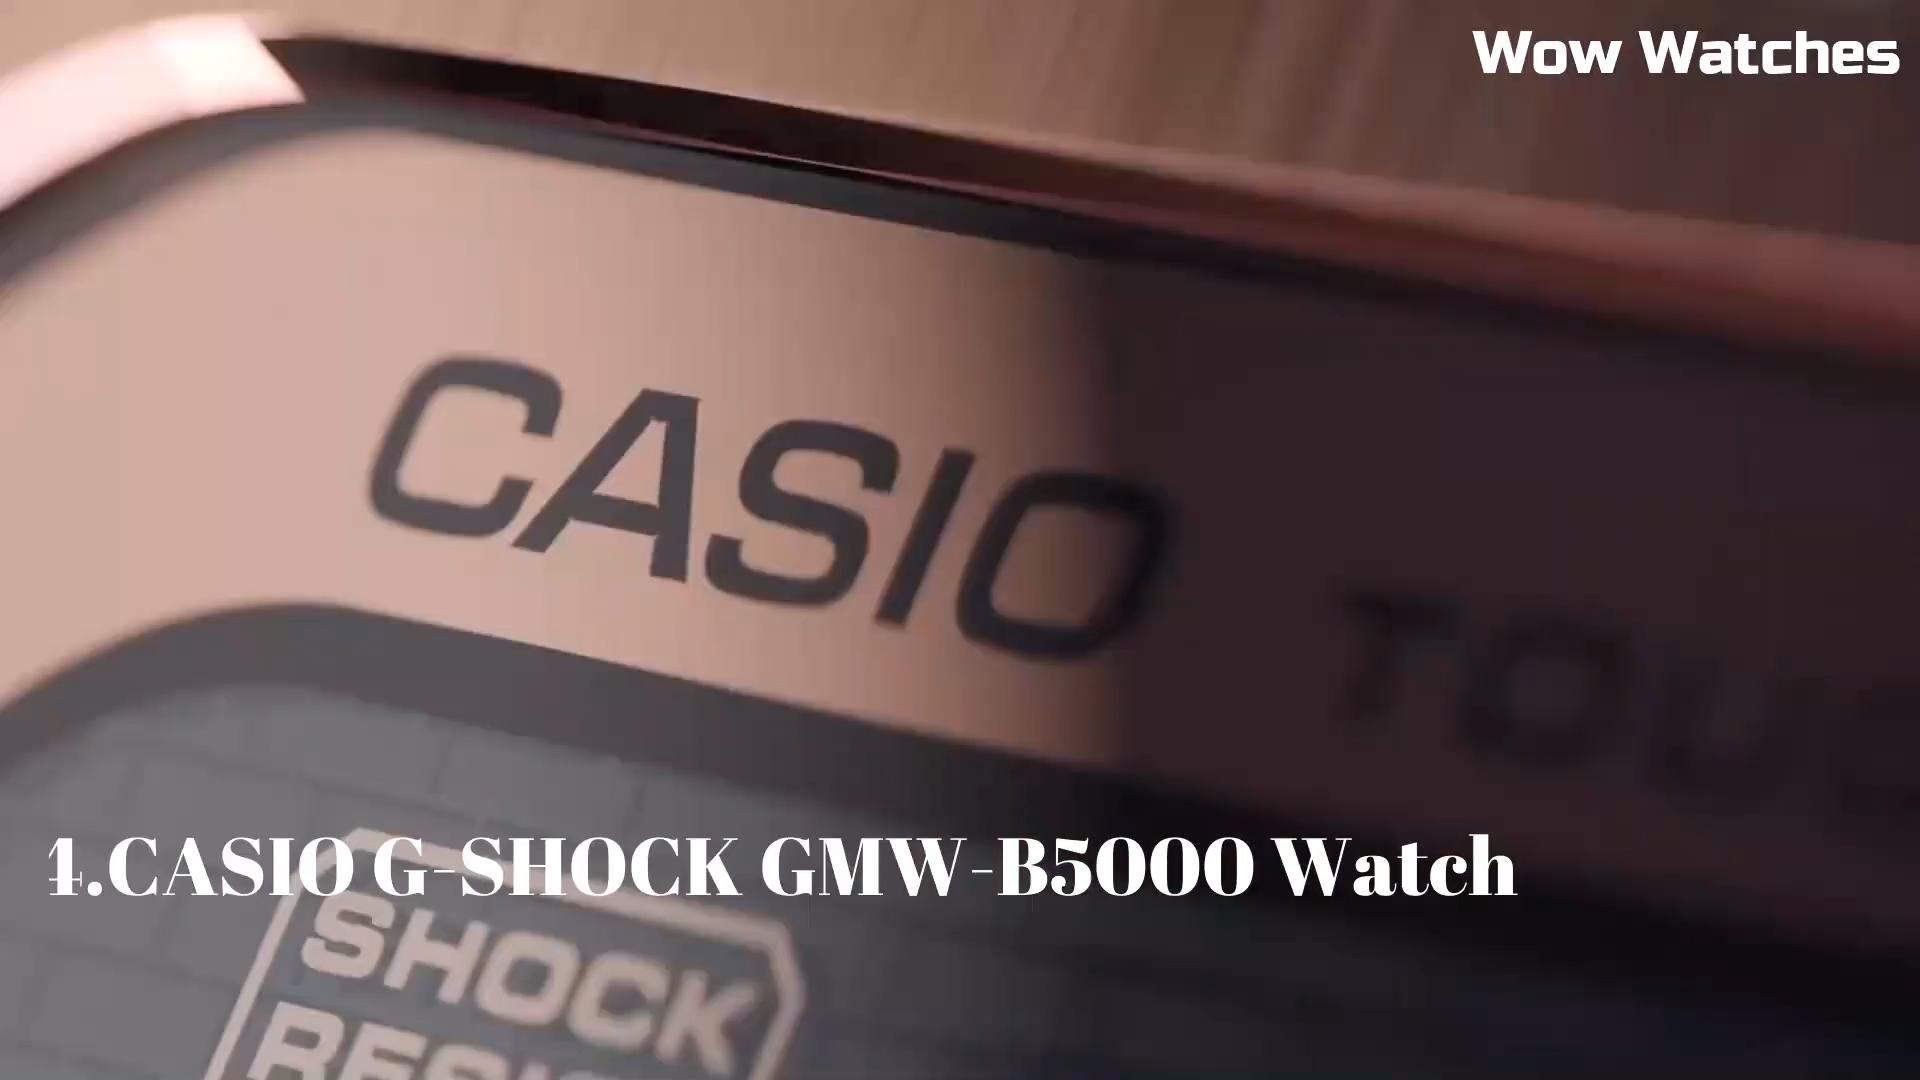 Wow Watches
CASIO
4.CASIO G-SHOCK GMW-B5000 Watch
SHOCK